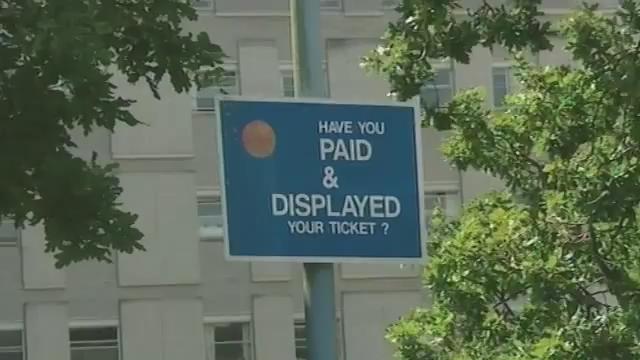 HAVE YOU
PAID
&
DISPLAYED
YOUR TICKET ?